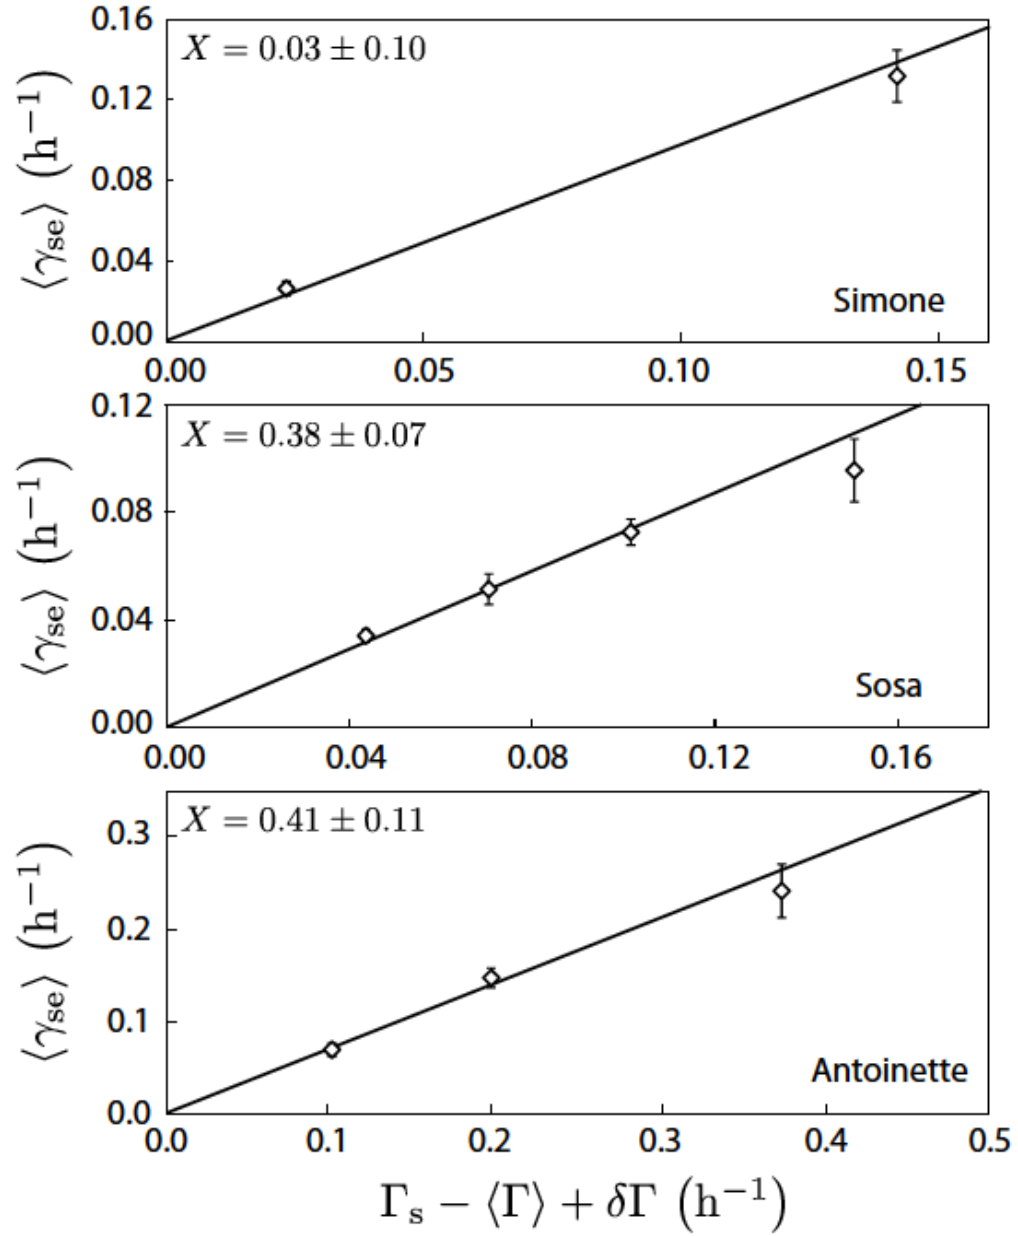 0.16
X = 0.03 ± 0.10
0.12
0.08
0.04
0.00
⟨γse⟩ (h⁻¹)
Simone
0.00 0.05 0.10 0.15
0.12
X = 0.38 ± 0.07
0.08
0.04
0.00
⟨γse⟩ (h⁻¹)
Sosa
0.00 0.04 0.08 0.12 0.16
X = 0.41 ± 0.11
0.3
0.2
0.1
0.0
⟨γse⟩ (h⁻¹)
Antoinette
0.0 0.1 0.2 0.3 0.4 0.5
Γs − ⟨Γ⟩ + δΓ (h⁻¹)